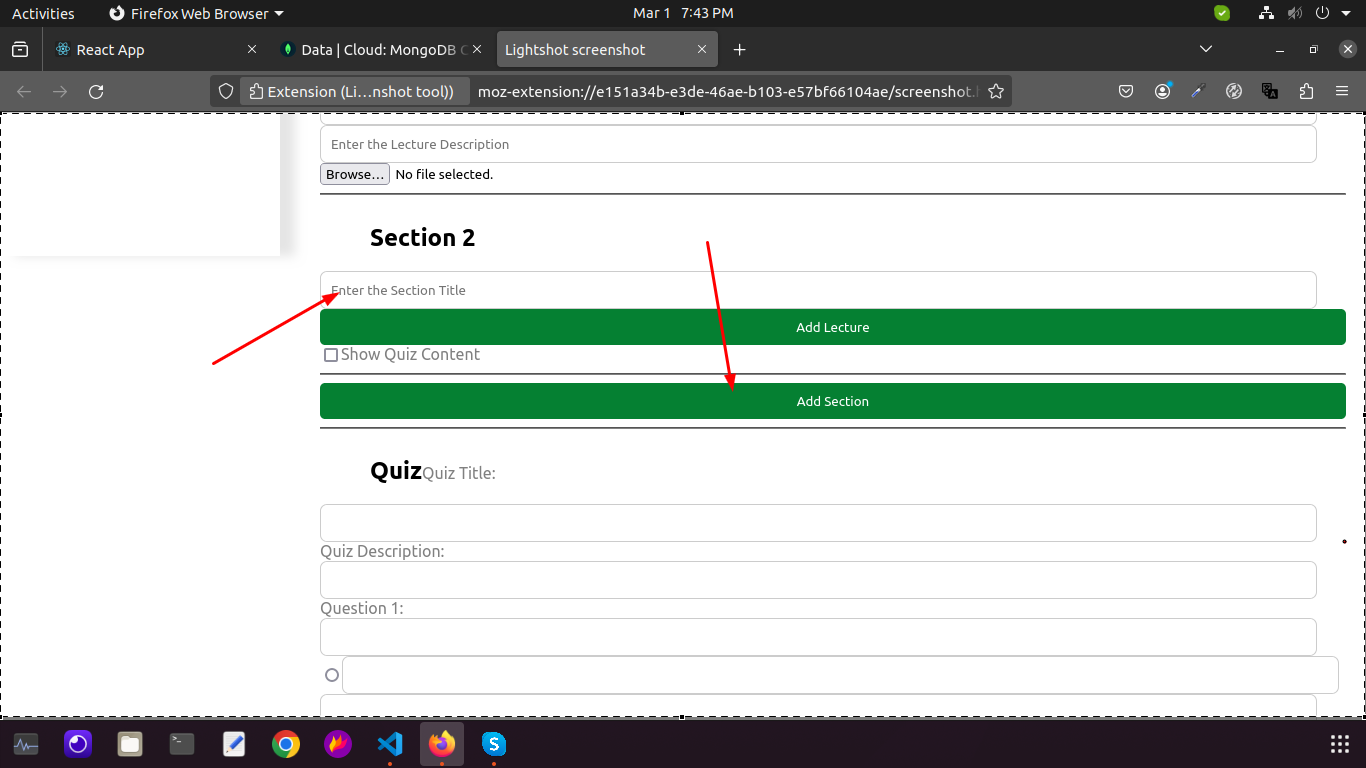 Activities Firefox Web Browser Mar 1 7:43 PM
React App Data | Cloud: MongoDB C Lightshot screenshot
Extension (Li…nshot tool)) moz-extension://e151a34b-e3de-46ae-b103-e57bf66104ae/screenshot.h
Enter the Lecture Description
Browse… No file selected.
Section 2
Enter the Section Title
Add Lecture
Show Quiz Content
Add Section
Quiz Quiz Title:
Quiz Description:
Question 1: